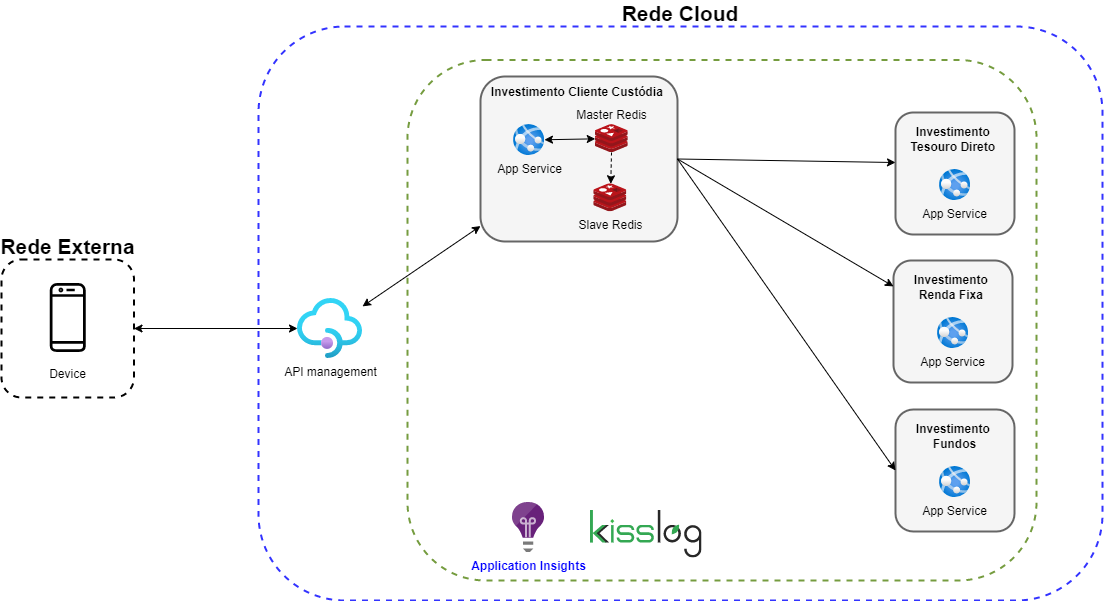 Rede Cloud
Investimento Cliente Custódia
Master Redis
App Service
Slave Redis
Investimento
Tesouro Direto
App Service
Rede Externa
Device
API management
Investimento
Renda Fixa
App Service
Investimento
Fundos
App Service
kisslog
Application Insights